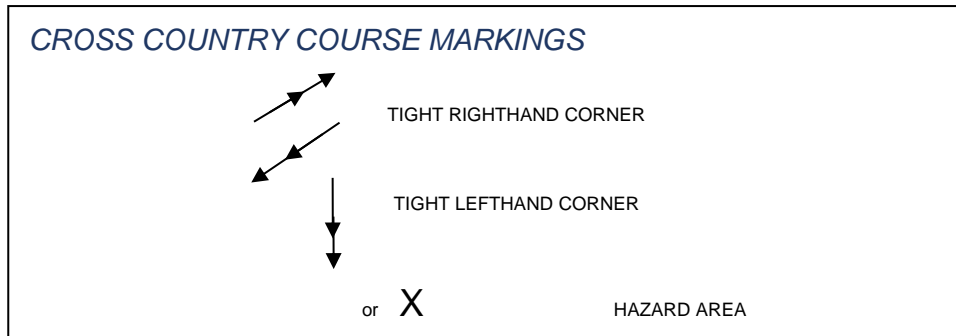 CROSS COUNTRY COURSE MARKINGS
TIGHT RIGHTHAND CORNER
TIGHT LEFTHAND CORNER
or X HAZARD AREA